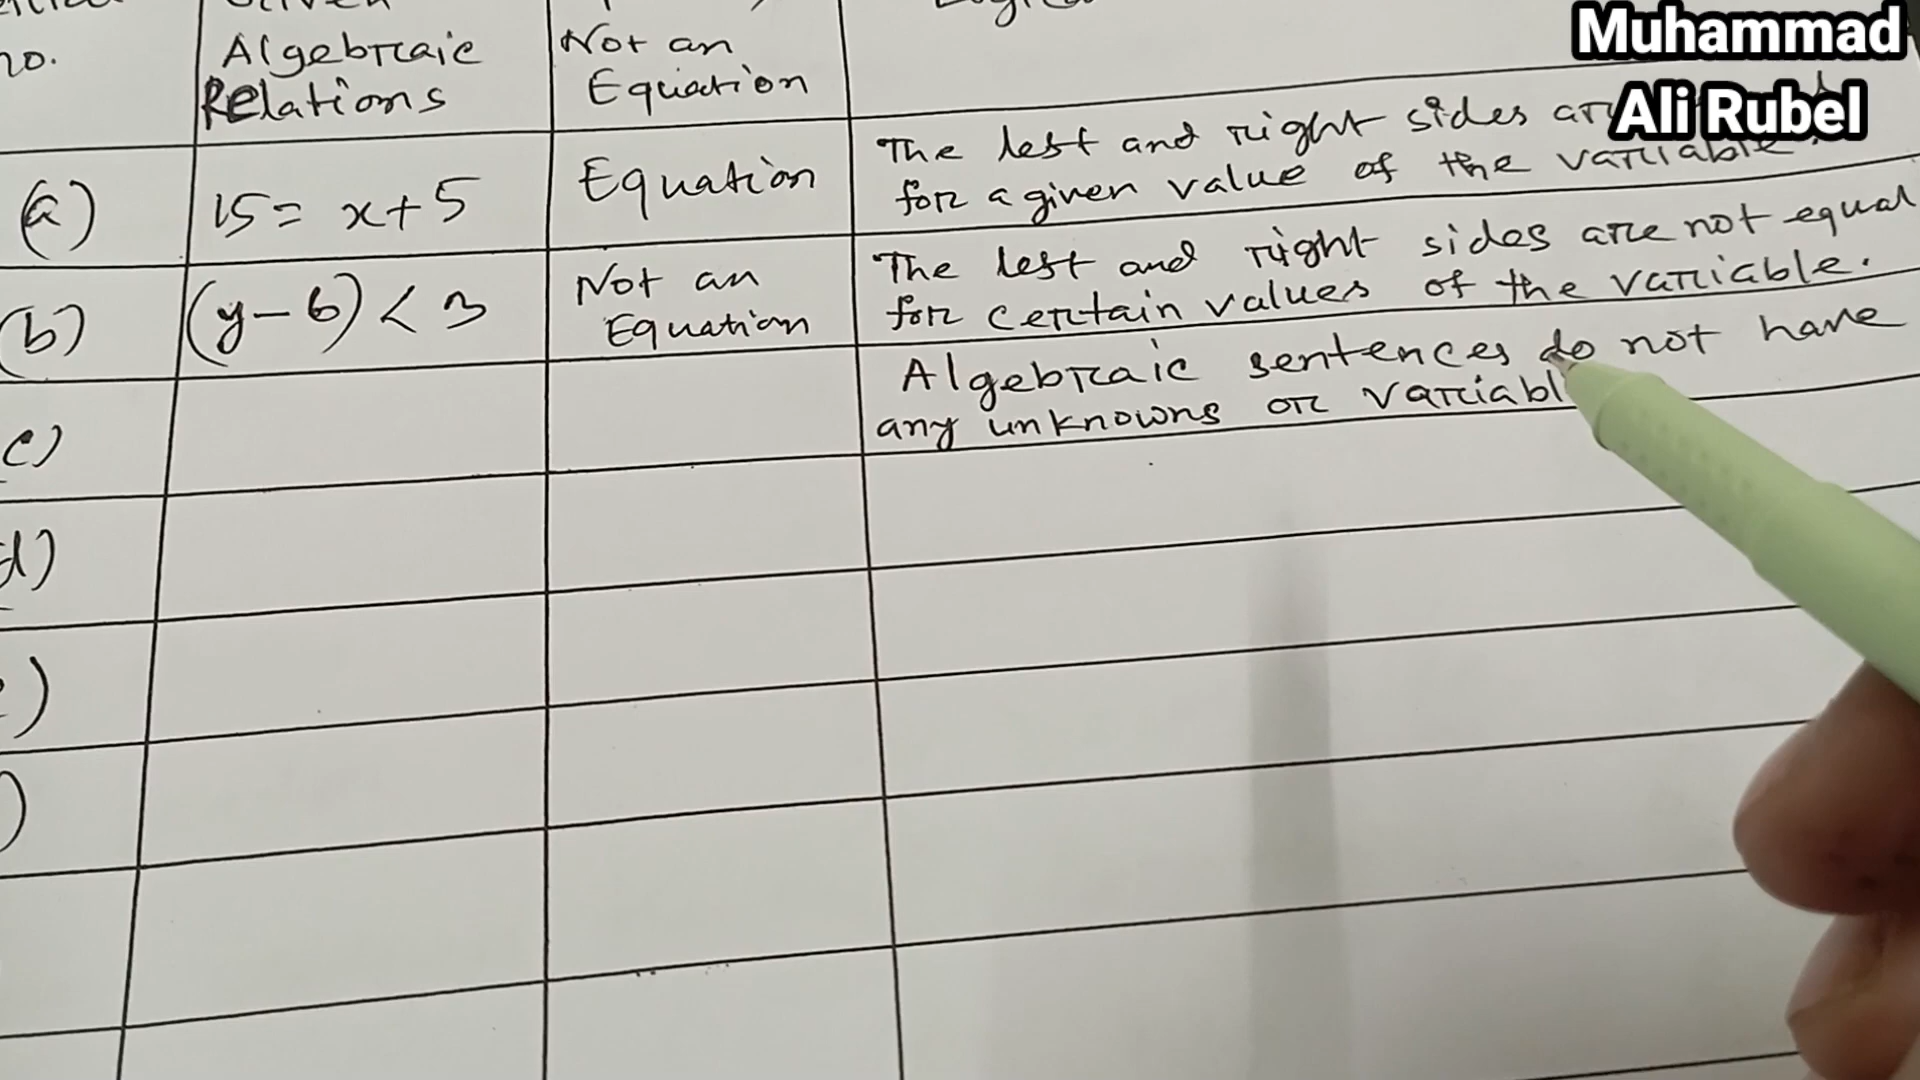 no.
Algebraic
Relations
Not an
Equation
Muhammad
Ali Rubel
(a)
15 = x + 5
Equation
The left and right sides
for a given value of the variable.
(b)
(y - 6) < 3
Not an
Equation
The left and right sides are not equal
for certain values of the variable.
c)
Algebraic sentences do not have
any unknowns or variabl
d)
)
)